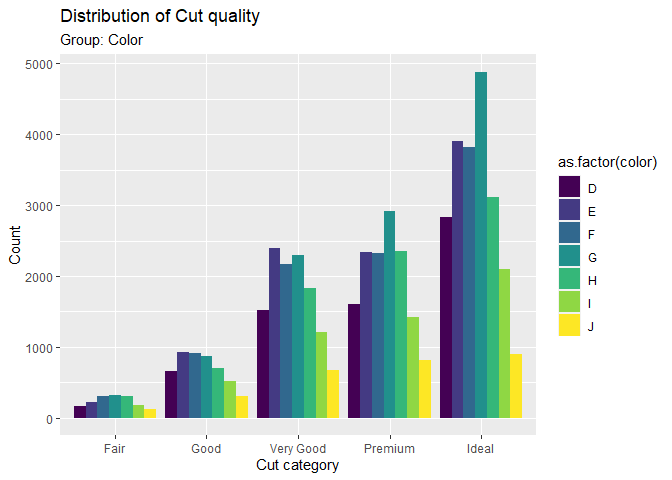 Distribution of Cut quality
Group: Color
5000
4000
3000
2000
1000
0
Count
Fair
Good
Very Good
Premium
Ideal
Cut category
as.factor(color)
D
E
F
G
H
I
J